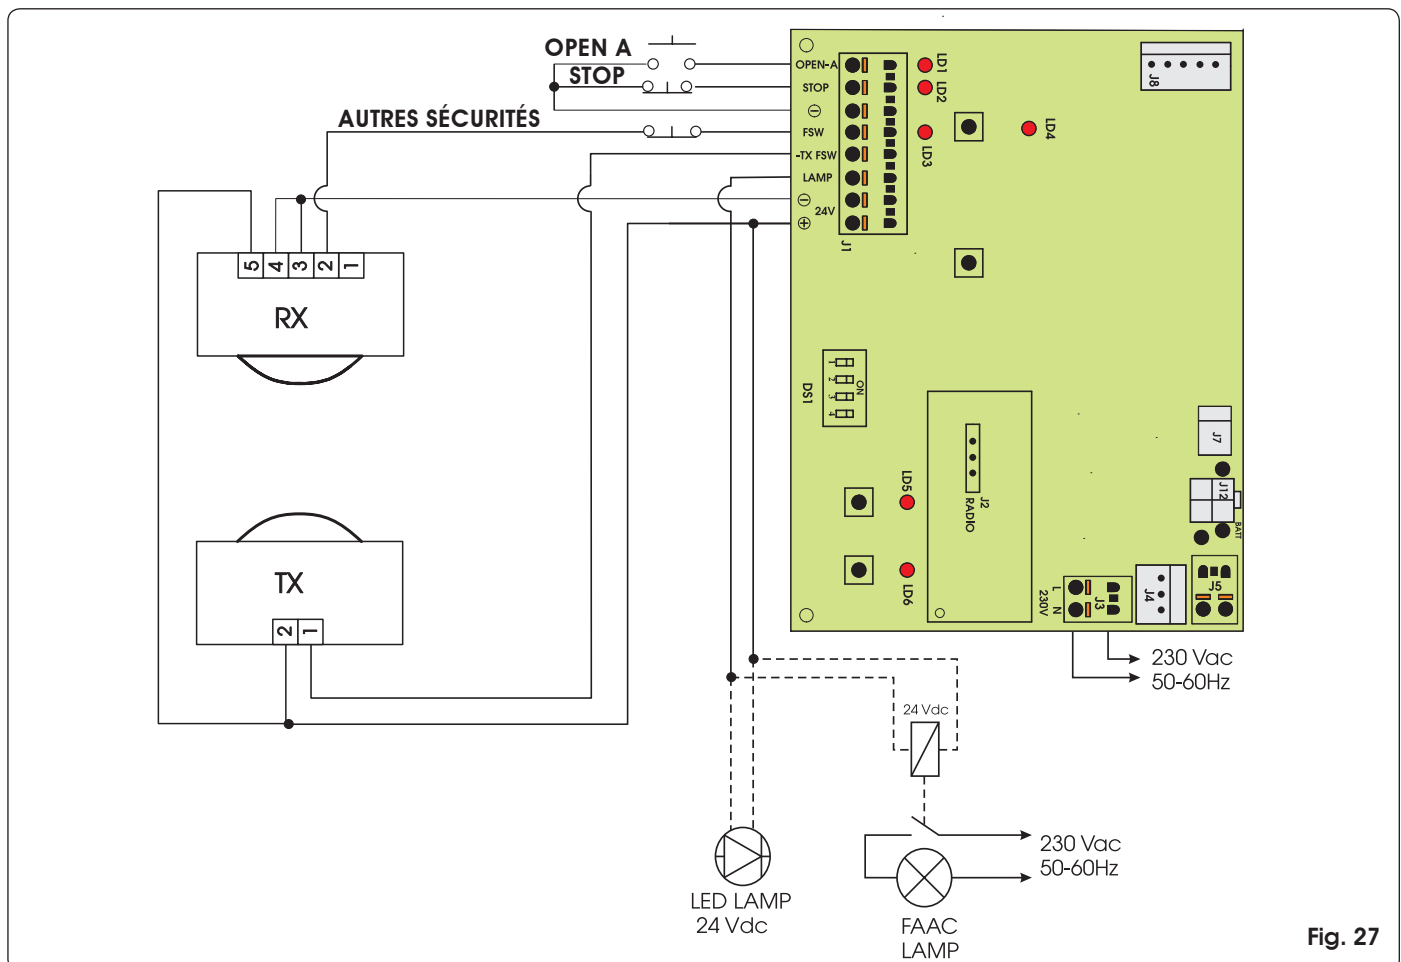 OPEN A
STOP
AUTRES SÉCURITÉS
OPEN-A
STOP
⊖
FSW
-TX FSW
LAMP
⊖
24V
⊕
J1
LD1
LD2
LD3
LD4
J8
5 4 3 2 1
RX
TX
2 1
DS1
ON
1
2
3
4
LD5
LD6
J2
RADIO
J7
J12
BATT
J5
J4
J3
L
N
230V
230 Vac
50-60Hz
24 Vdc
230 Vac
50-60Hz
LED LAMP
24 Vdc
FAAC
LAMP
Fig. 27